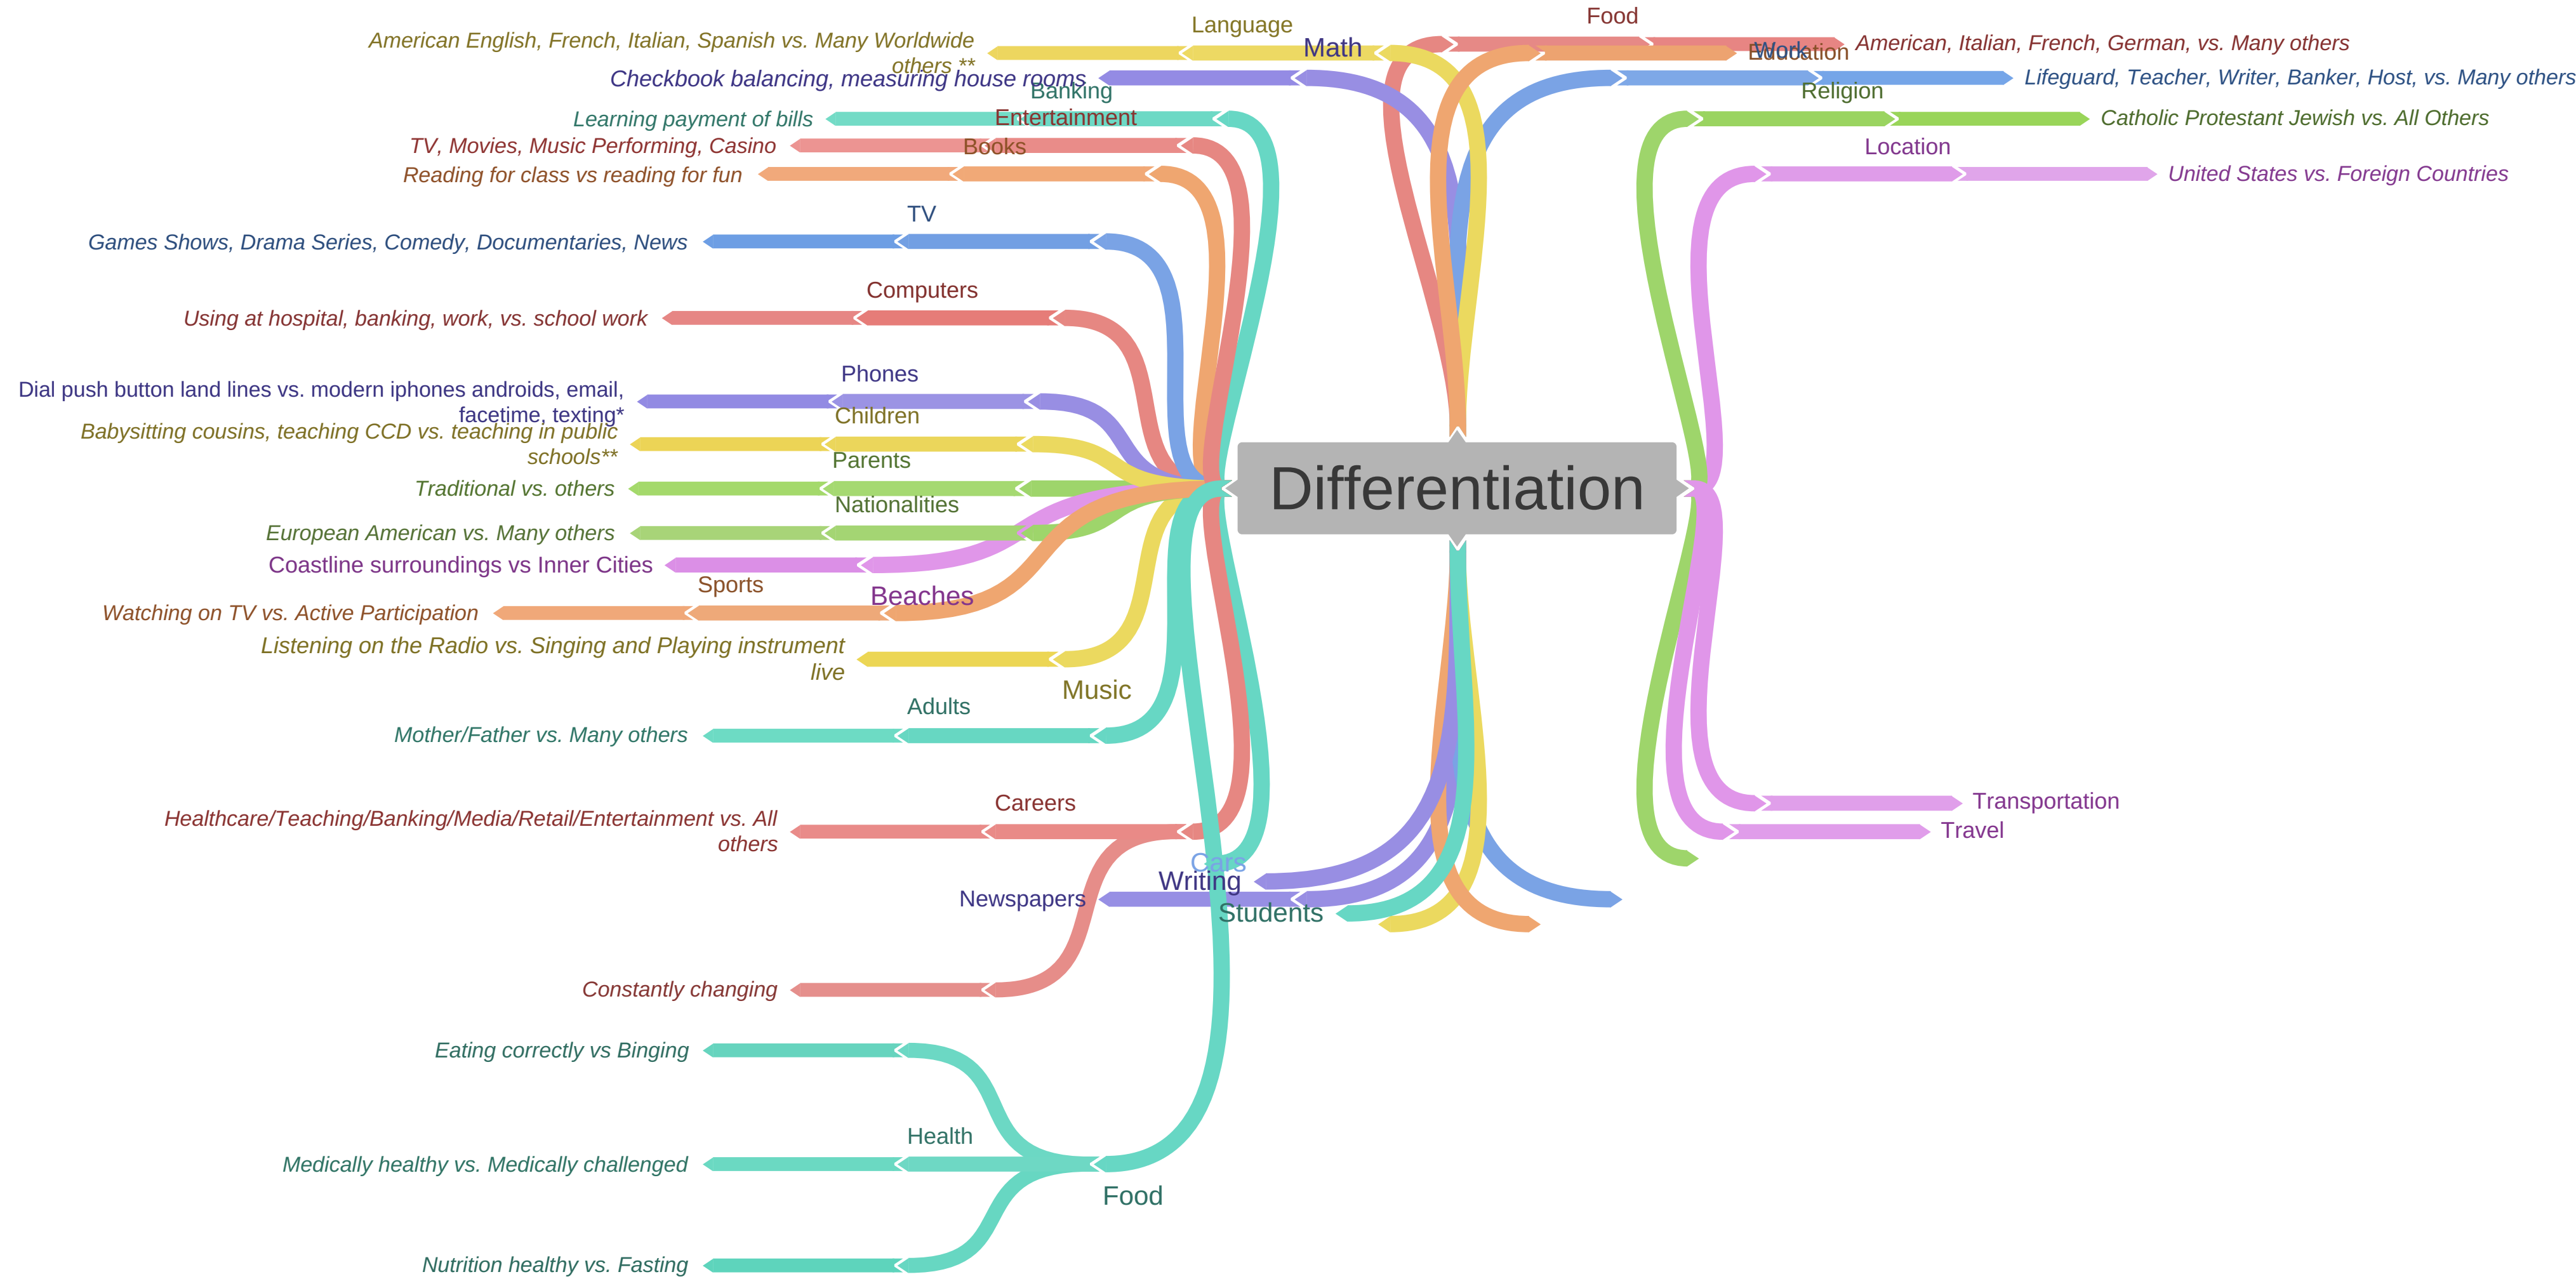 Language
Food
American English, French, Italian, Spanish vs. Many Worldwide
others **
Math
Work
Education
American, Italian, French, German, vs. Many others
Checkbook balancing, measuring house rooms
Lifeguard, Teacher, Writer, Banker, Host, vs. Many others
Banking
Religion
Learning payment of bills
Entertainment
Catholic Protestant Jewish vs. All Others
TV, Movies, Music Performing, Casino
Books
Location
Reading for class vs reading for fun
United States vs. Foreign Countries
TV
Games Shows, Drama Series, Comedy, Documentaries, News
Computers
Using at hospital, banking, work, vs. school work
Phones
Dial push button land lines vs. modern iphones androids, email,
facetime, texting*
Children
Babysitting cousins, teaching CCD vs. teaching in public
schools**
Parents
Traditional vs. others
Differentiation
Nationalities
European American vs. Many others
Coastline surroundings vs Inner Cities
Beaches
Sports
Watching on TV vs. Active Participation
Listening on the Radio vs. Singing and Playing instrument
live
Music
Adults
Mother/Father vs. Many others
Careers
Transportation
Healthcare/Teaching/Banking/Media/Retail/Entertainment vs. All
others
Travel
Cars
Writing
Newspapers
Students
Constantly changing
Eating correctly vs Binging
Health
Medically healthy vs. Medically challenged
Food
Nutrition healthy vs. Fasting